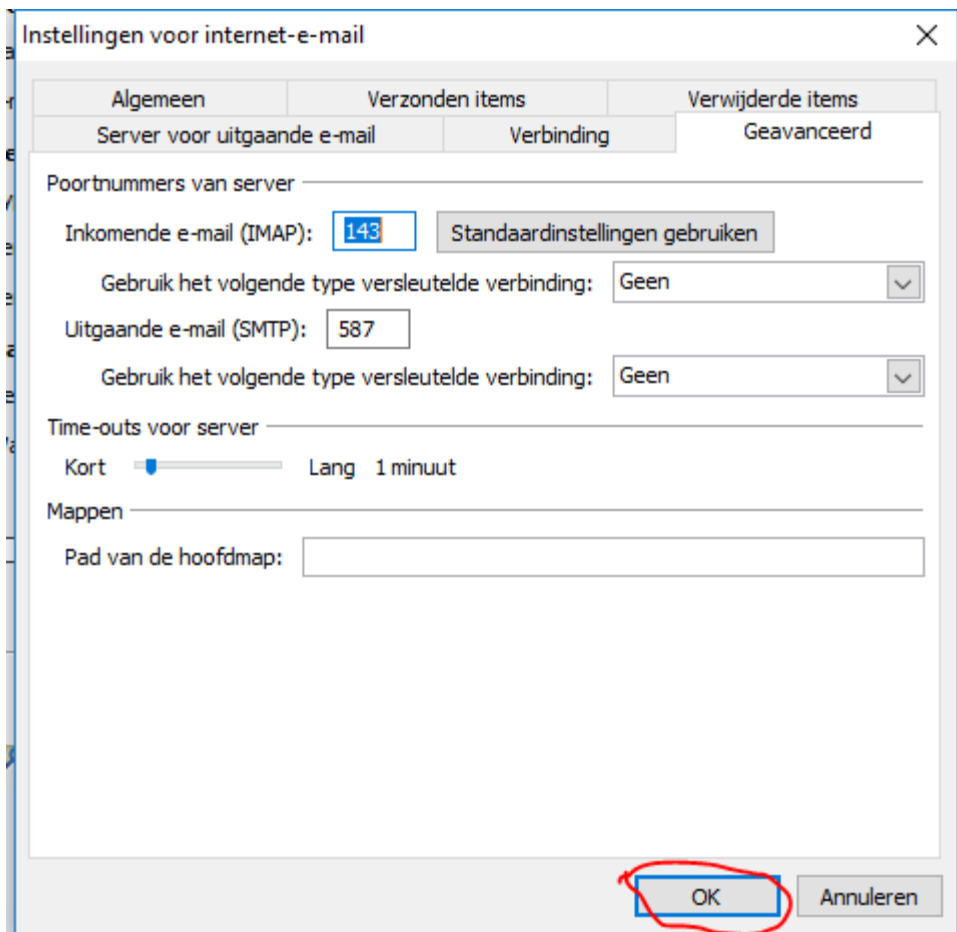 Instellingen voor internet-e-mail
Algemeen Verzonden items Verwijderde items
Server voor uitgaande e-mail Verbinding Geavanceerd
Poortnummers van server
Inkomende e-mail (IMAP): 143 Standaardinstellingen gebruiken
Gebruik het volgende type versleutelde verbinding: Geen
Uitgaande e-mail (SMTP): 587
Gebruik het volgende type versleutelde verbinding: Geen
Time-outs voor server
Kort Lang 1 minuut
Mappen
Pad van de hoofdmap:
OK Annuleren